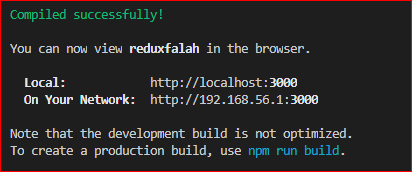 Compiled successfully!
You can now view reduxfalah in the browser.
Local: http://localhost:3000
On Your Network: http://192.168.56.1:3000
Note that the development build is not optimized.
To create a production build, use npm run build.